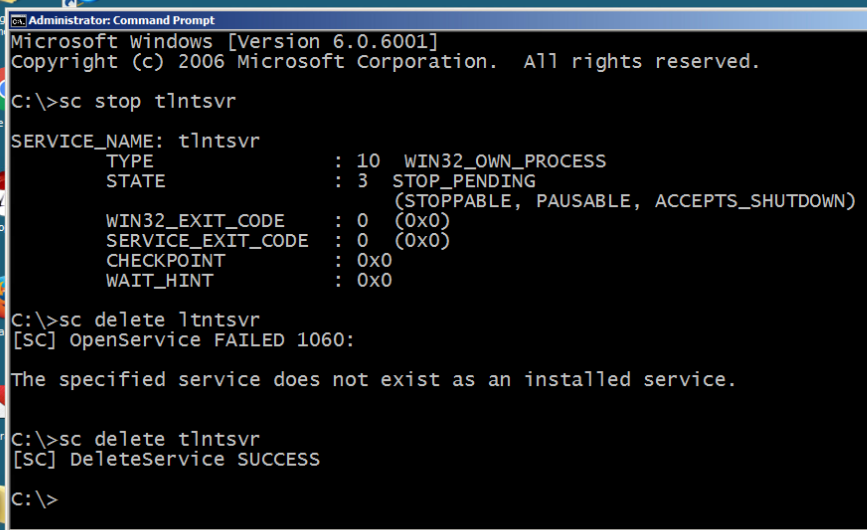 Administrator: Command Prompt
Microsoft Windows [Version 6.0.6001]
Copyright (c) 2006 Microsoft Corporation.  All rights reserved.
C:\>sc stop tlntsvr
SERVICE_NAME: tlntsvr
TYPE : 10 WIN32_OWN_PROCESS
STATE : 3 STOP_PENDING
(STOPPABLE, PAUSABLE, ACCEPTS_SHUTDOWN)
WIN32_EXIT_CODE : 0 (0x0)
SERVICE_EXIT_CODE : 0 (0x0)
CHECKPOINT : 0x0
WAIT_HINT : 0x0
C:\>sc delete ltntsvr
[SC] OpenService FAILED 1060:
The specified service does not exist as an installed service.
C:\>sc delete tlntsvr
[SC] DeleteService SUCCESS
C:\>